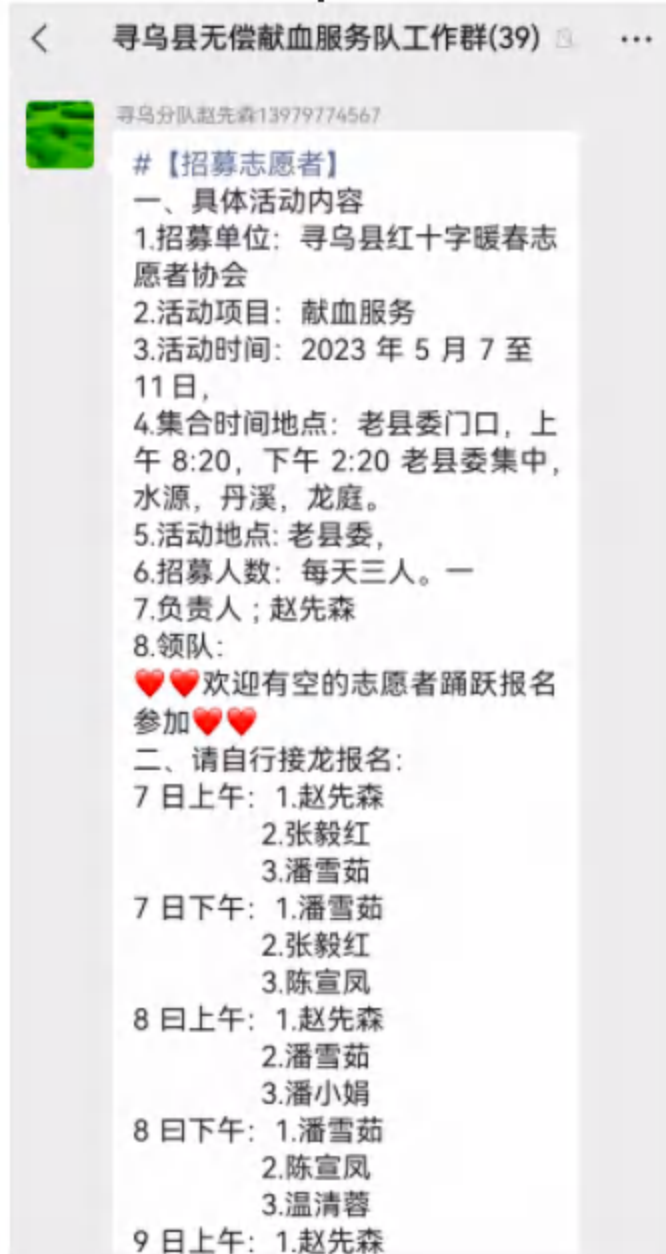 寻乌县无偿献血服务队工作群(39)
寻乌分队赵先森13979774567
#【招募志愿者】
一、具体活动内容
1.招募单位：寻乌县红十字暖春志
愿者协会
2.活动项目：献血服务
3.活动时间：2023 年 5 月 7 至
11日，
4.集合时间地点：老县委门口，上
午 8:20，下午 2:20 老县委集中，
水源，丹溪，龙庭。
5.活动地点: 老县委，
6.招募人数：每天三人。一
7.负责人；赵先森
8.领队：
❤️❤️欢迎有空的志愿者踊跃报名
参加❤️❤️
二、请自行接龙报名：
7 日上午：1.赵先森
2.张毅红
3.潘雪茹
7 日下午：1.潘雪茹
2.张毅红
3.陈宣凤
8 曰上午：1.赵先森
2.潘雪茹
3.潘小娟
8 曰下午：1.潘雪茹
2.陈宣凤
3.温清蓉
9 日上午：1.赵先森